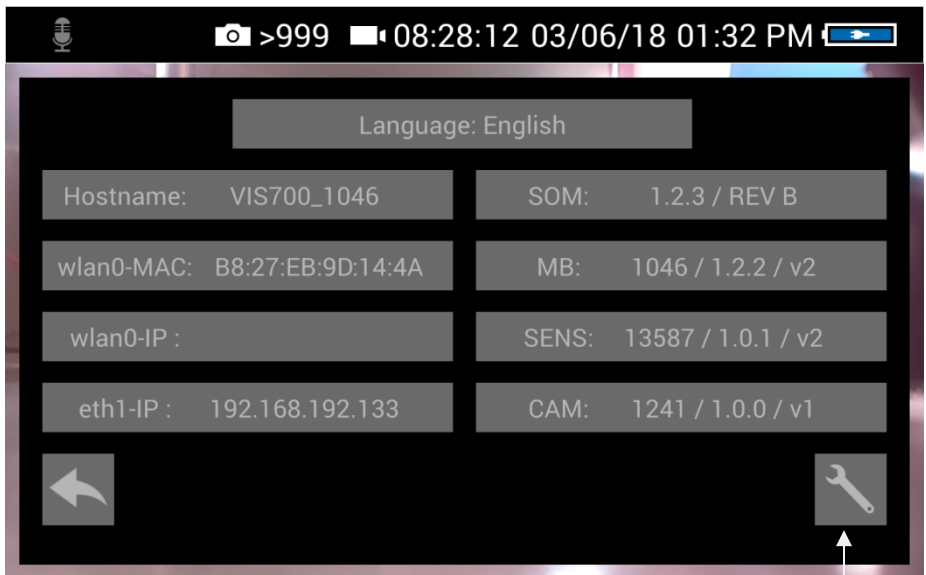 >999 08:28:12 03/06/18 01:32 PM
Language: English
Hostname: VIS700_1046
SOM: 1.2.3 / REV B
wlan0-MAC: B8:27:EB:9D:14:4A
MB: 1046 / 1.2.2 / v2
wlan0-IP :
SENS: 13587 / 1.0.1 / v2
eth1-IP : 192.168.192.133
CAM: 1241 / 1.0.0 / v1